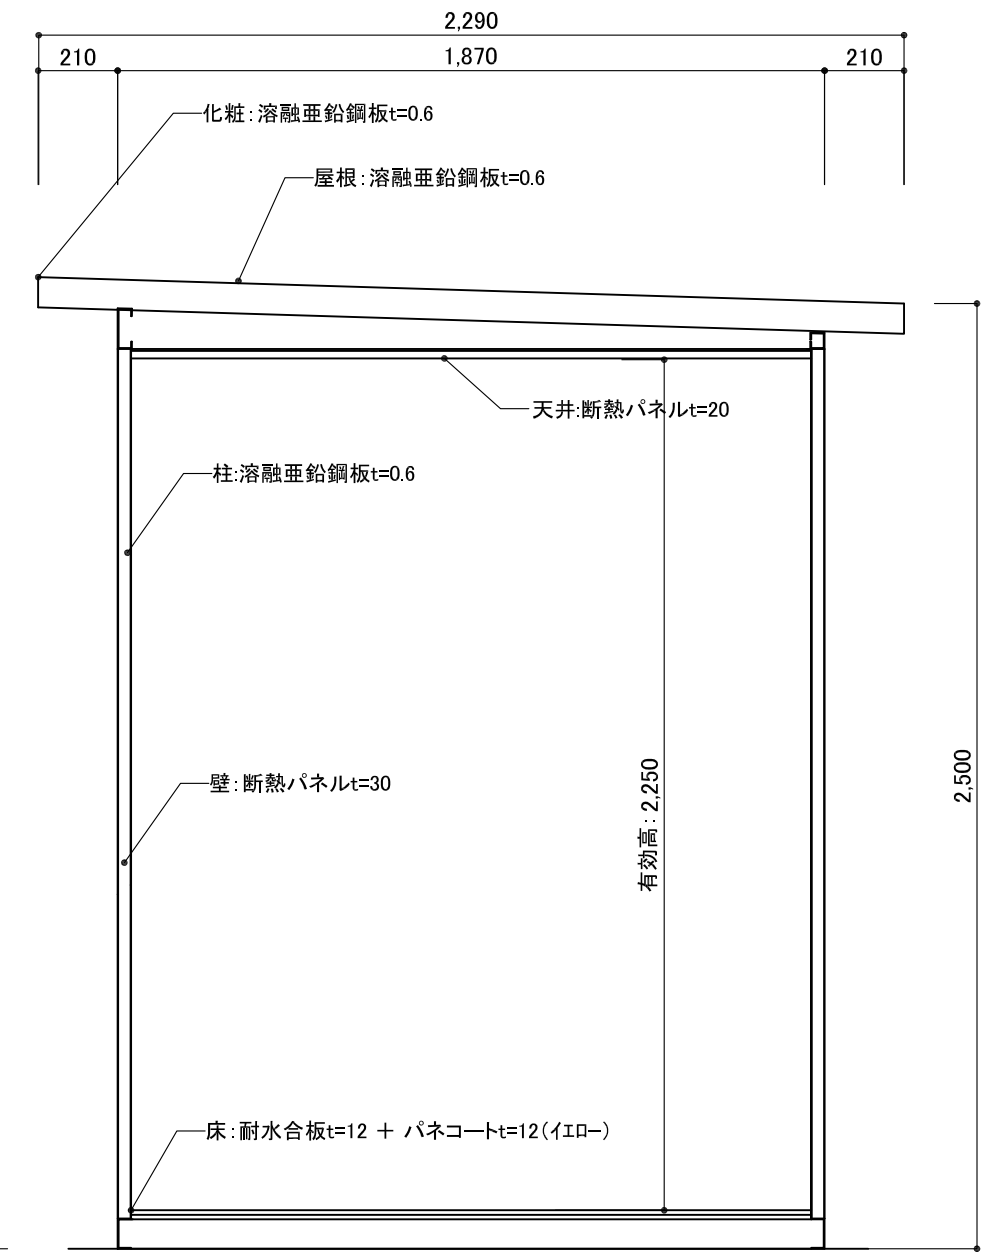 2,290
210
1,870
210
化粧:溶融亜鉛鋼板t=0.6
屋根:溶融亜鉛鋼板t=0.6
天井:断熱パネルt=20
柱:溶融亜鉛鋼板t=0.6
壁:断熱パネルt=30
有効高:2,250
2,500
床:耐水合板t=12 + パネコートt=12(イエロー)